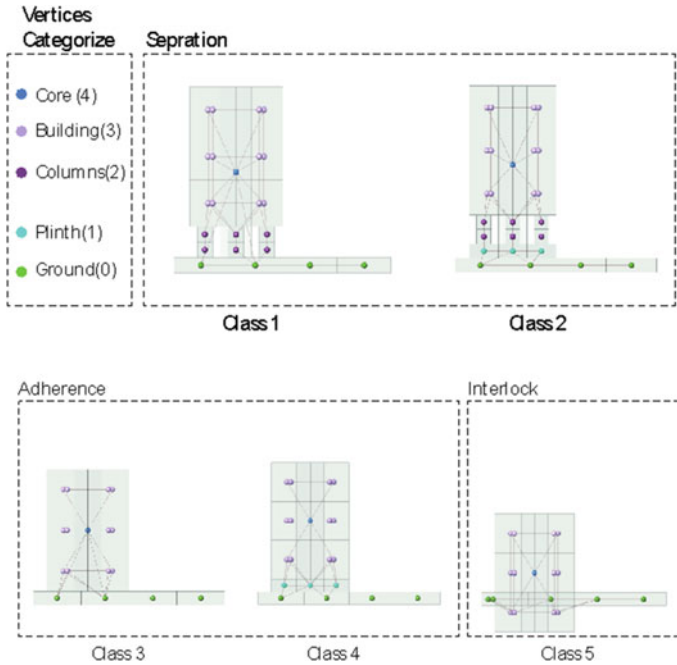 Vertices
Categorize
Sepration
Core (4)
Building(3)
Columns(2)
Plinth(1)
Ground(0)
Class 1
Class 2
Adherence
Interlock
Class 3
Class 4
Class 5